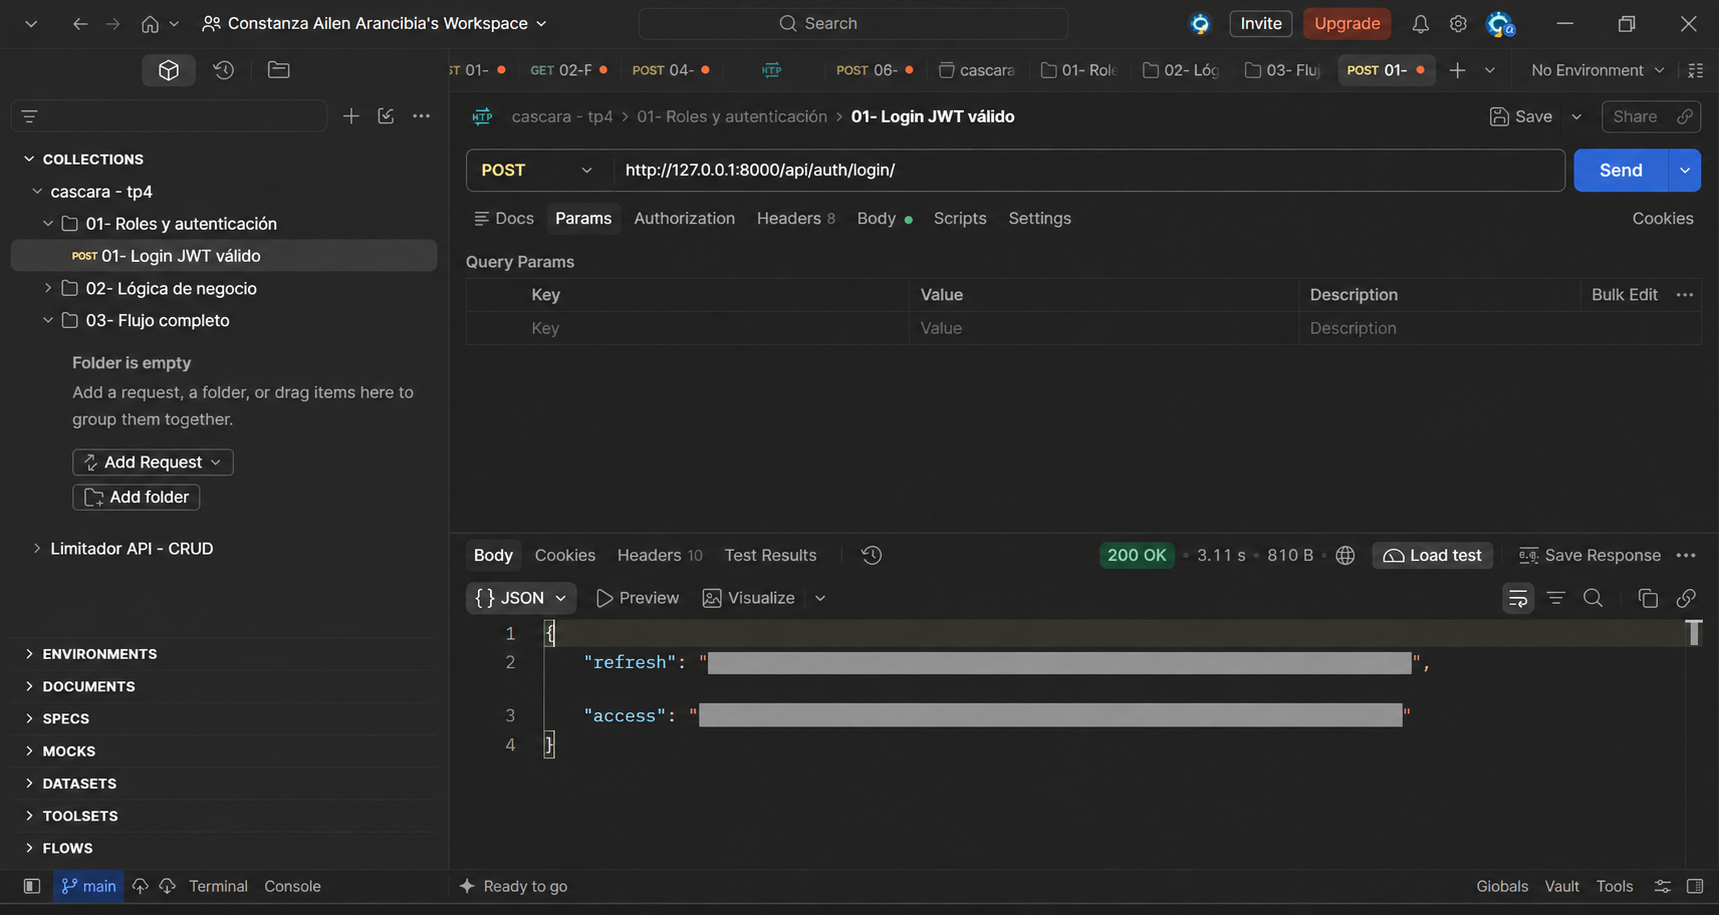 Constanza Ailen Arancibia's Workspace
Search
Invite
Upgrade
ST 01-
GET 02-F
POST 04-
HTP
POST 06-
cascara
01- Role
02- Lóg
03- Fluj
POST 01-
No Environment
HTP cascara - tp4 > 01- Roles y autenticación > 01- Login JWT válido
Save
Share
COLLECTIONS
cascara - tp4
01- Roles y autenticación
POST 01- Login JWT válido
02- Lógica de negocio
03- Flujo completo
Folder is empty
Add a request, a folder, or drag items here to
group them together.
Add Request
Add folder
Limitador API - CRUD
ENVIRONMENTS
DOCUMENTS
SPECS
MOCKS
DATASETS
TOOLSETS
FLOWS
POST http://127.0.0.1:8000/api/auth/login/
Send
Docs Params Authorization Headers 8 Body Scripts Settings Cookies
Query Params
Key Value Description Bulk Edit
Key Value Description
Body Cookies Headers 10 Test Results
200 OK • 3.11 s • 810 B
Load test
e.g. Save Response
{} JSON Preview Visualize
1 {
2 "refresh": "",
3 "access": ""
4 }
main Terminal Console Ready to go Globals Vault Tools